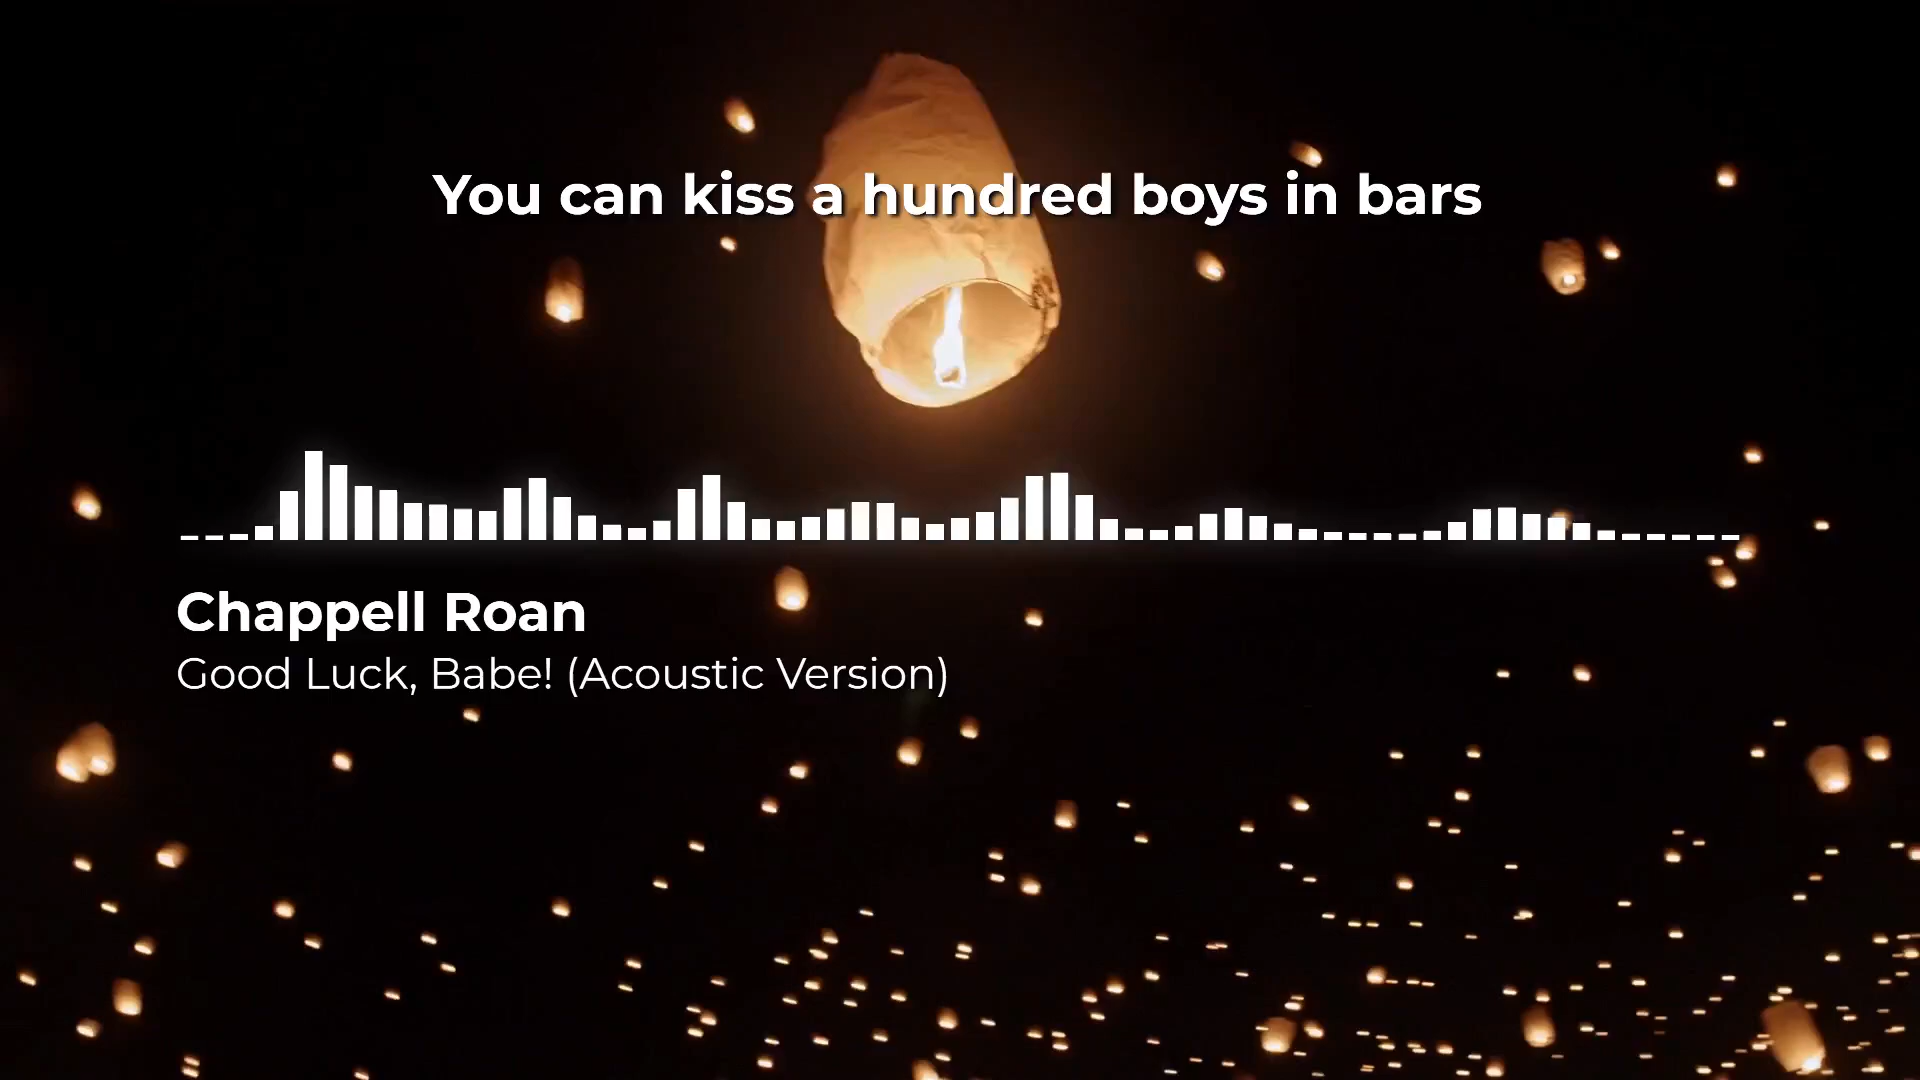 You can kiss a hundred boys in bars
Chappell Roan
Good Luck, Babe! (Acoustic Version)